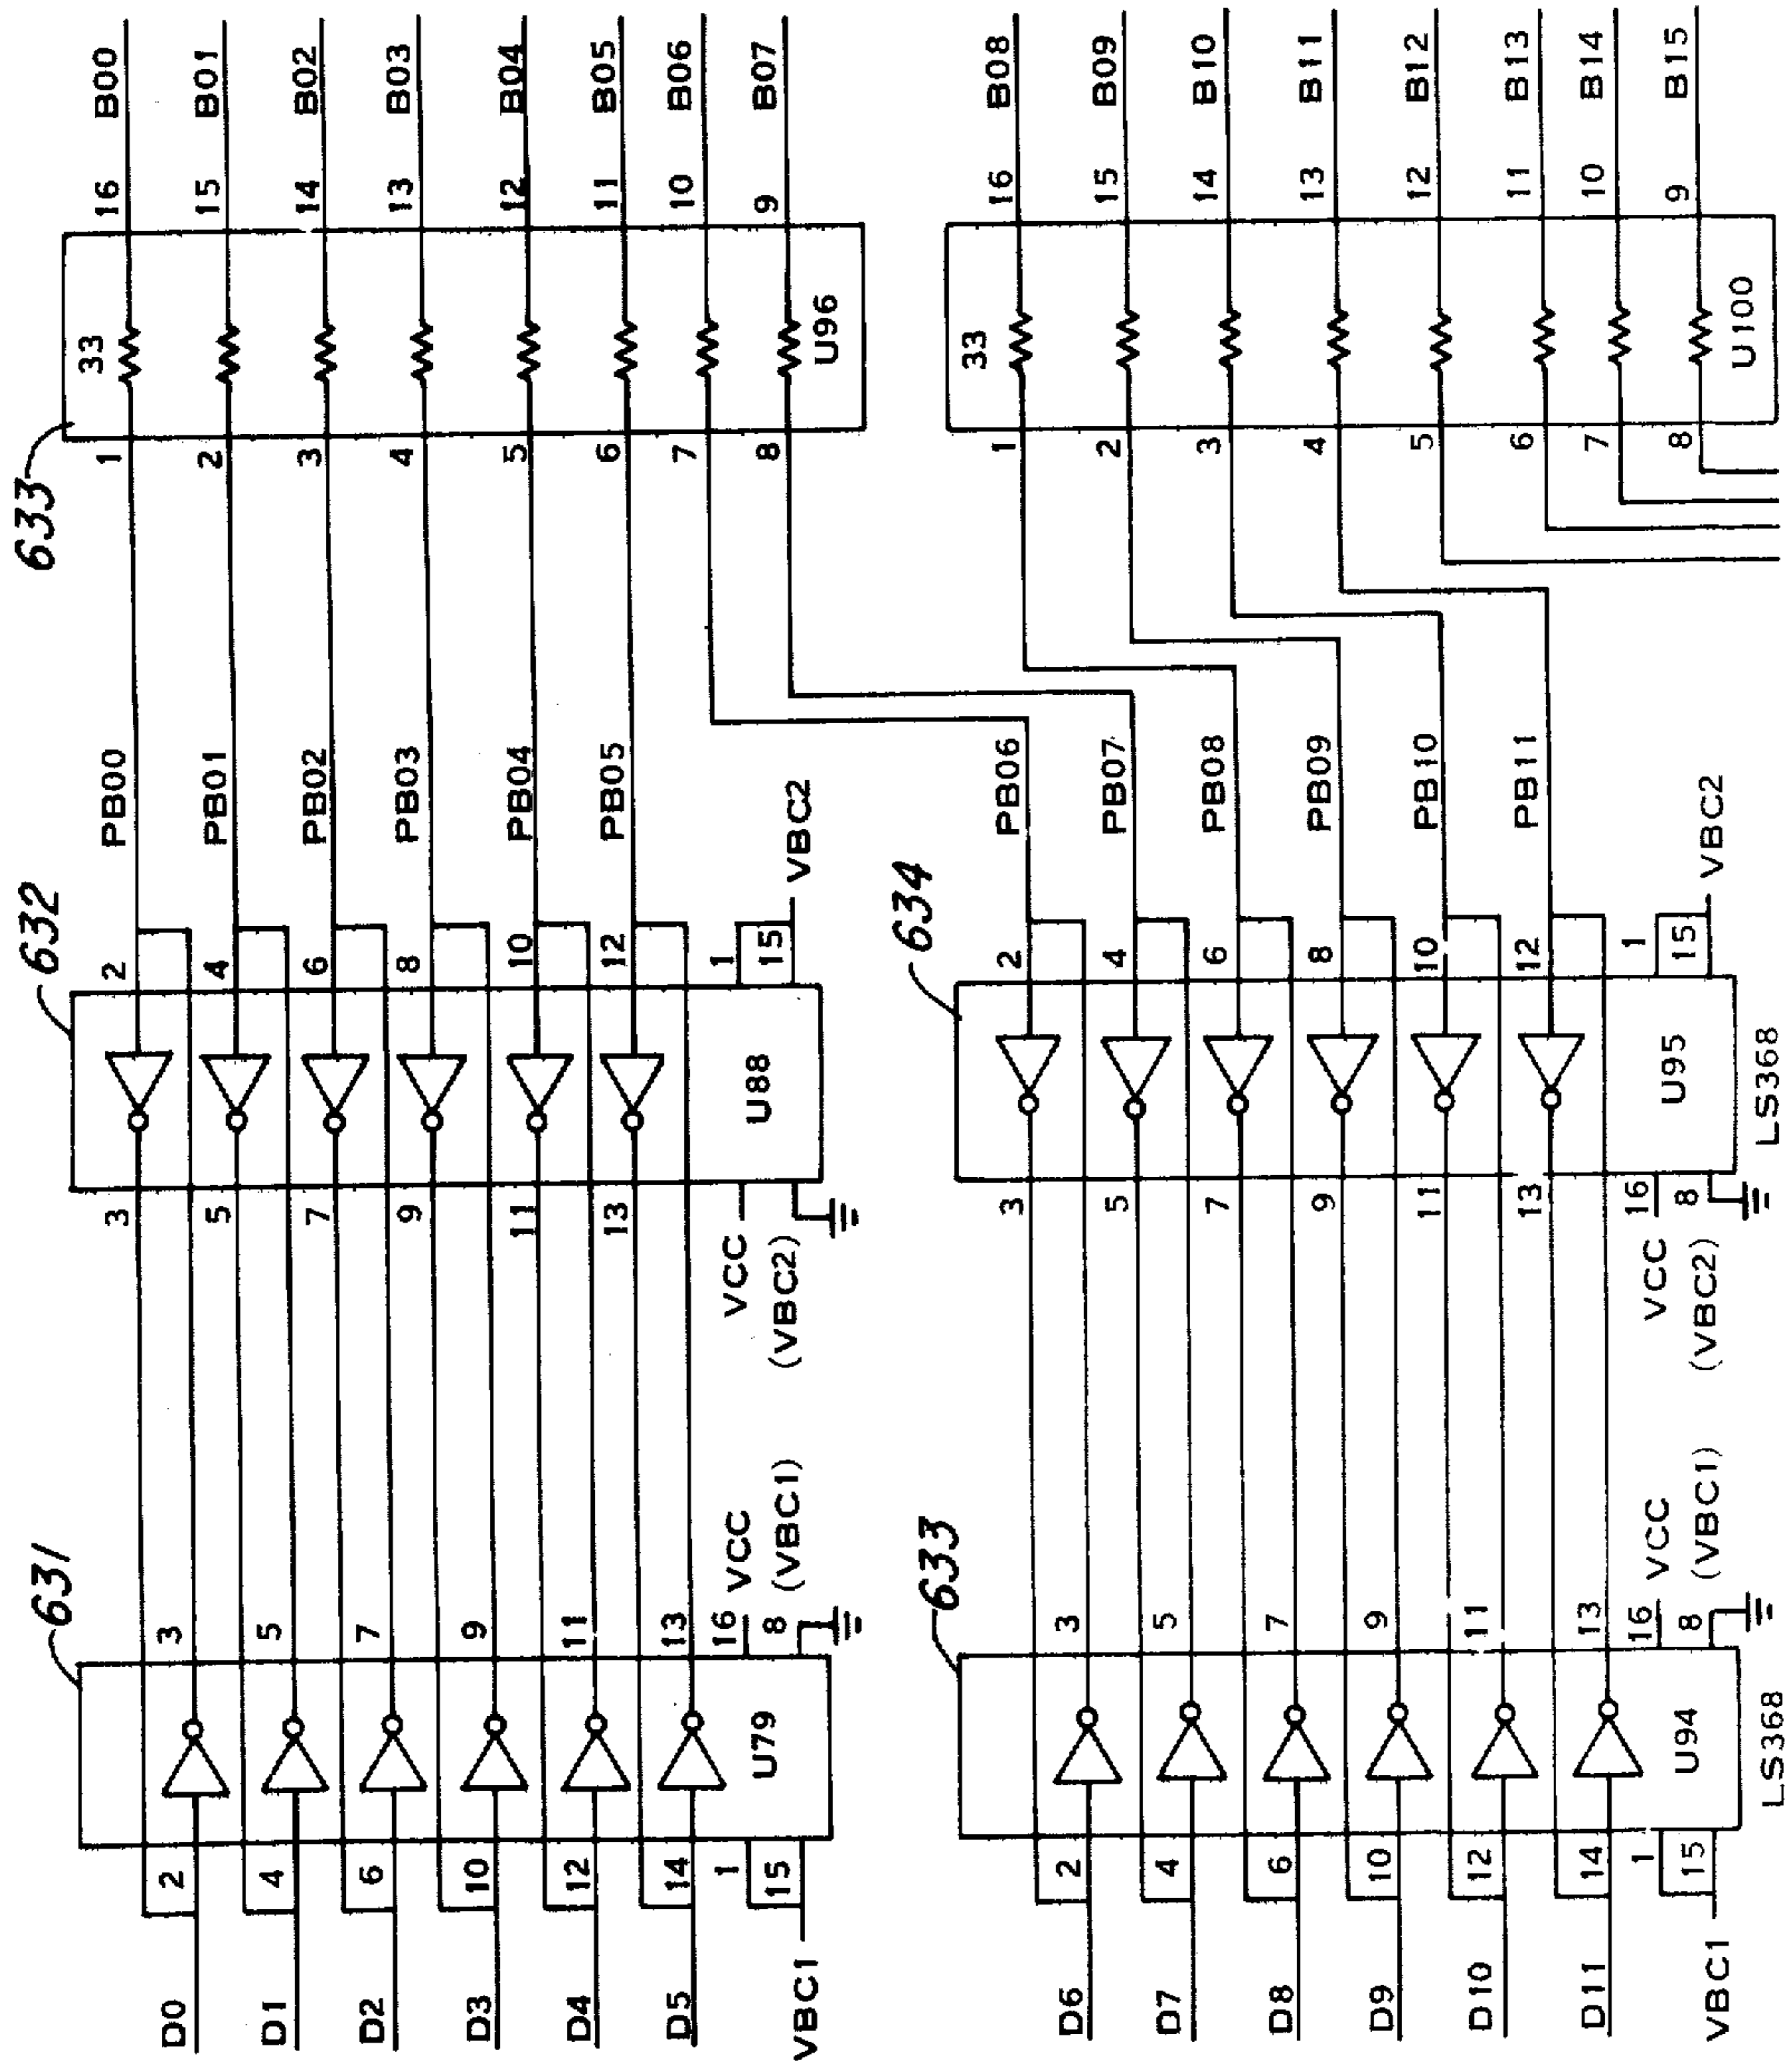 633
631
632
D0 2 3 3 2 PB00 1 33 16 B00
D1 4 5 5 4 PB01 2 15 B01
D2 6 7 7 6 PB02 3 14 B02
D3 10 9 9 8 PB03 4 13 B03
D4 12 11 11 10 PB04 5 12 B04
D5 14 13 13 12 PB05 6 11 B05
7 10 B06
8 9 B07
1 16 VCC VCC 1
VBC1 15 U79 8 (VBC1) (VBC2) U88 15 VBC2
U96
633
634
D6 2 3 3 2 PB06 1 33 16 B08
D7 4 5 5 4 PB07 2 15 B09
D8 6 7 7 6 PB08 3 14 B10
D9 10 9 9 8 PB09 4 13 B11
D10 12 11 11 10 PB10 5 12 B12
D11 14 13 13 12 PB11 6 11 B13
7 10 B14
8 9 B15
1 16 VCC VCC 16 1
VBC1 15 U94 8 (VBC1) (VBC2) 8 U95 15 VBC2
U100
LS368 LS368